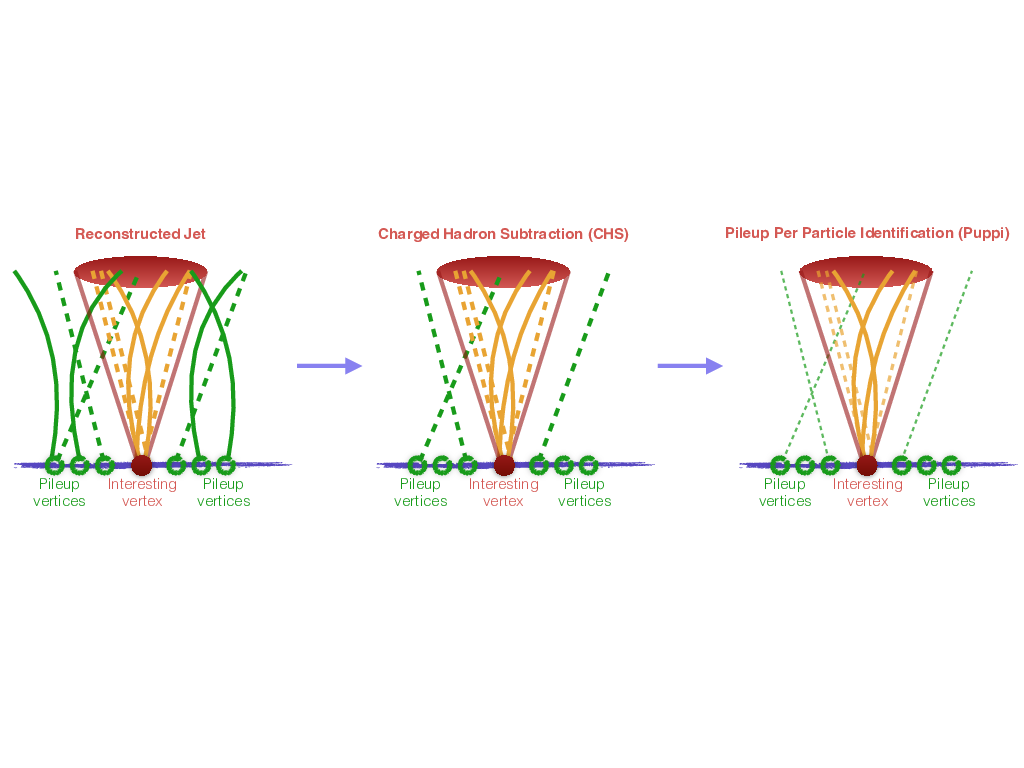 Reconstructed Jet
Pileup
vertices
Interesting
vertex
Pileup
vertices
Charged Hadron Subtraction (CHS)
Pileup
vertices
Interesting
vertex
Pileup
vertices
Pileup Per Particle Identification (Puppi)
Pileup
vertices
Interesting
vertex
Pileup
vertices